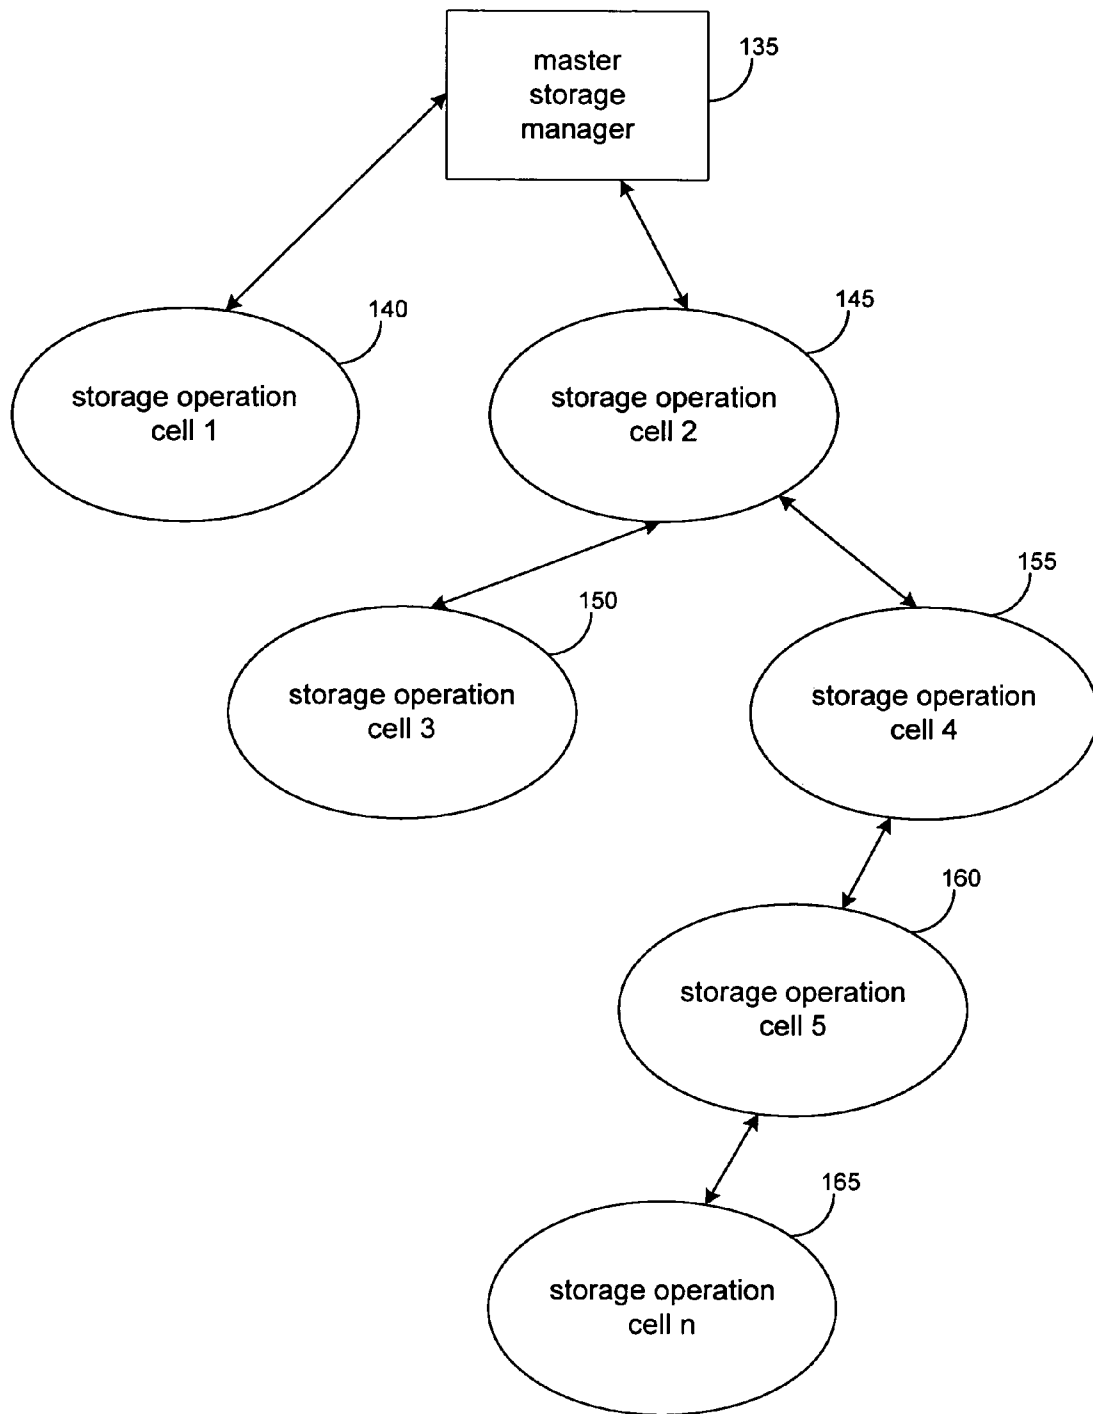 master
storage
manager
135
140
storage operation
cell 1
145
storage operation
cell 2
150
storage operation
cell 3
155
storage operation
cell 4
160
storage operation
cell 5
165
storage operation
cell n